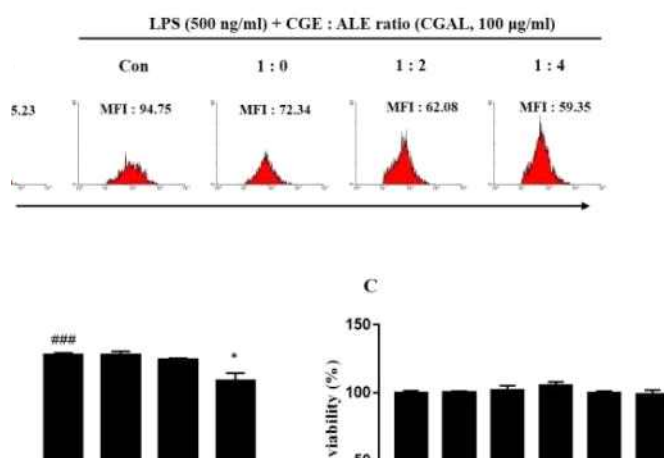 LPS (500 ng/ml) + CGE : ALE ratio (CGAL, 100 µg/ml)
Con 1 : 0 1 : 2 1 : 4
5.23 MFI : 94.75 MFI : 72.34 MFI : 62.08 MFI : 59.35
C
###
*
150
100
50
viability (%)